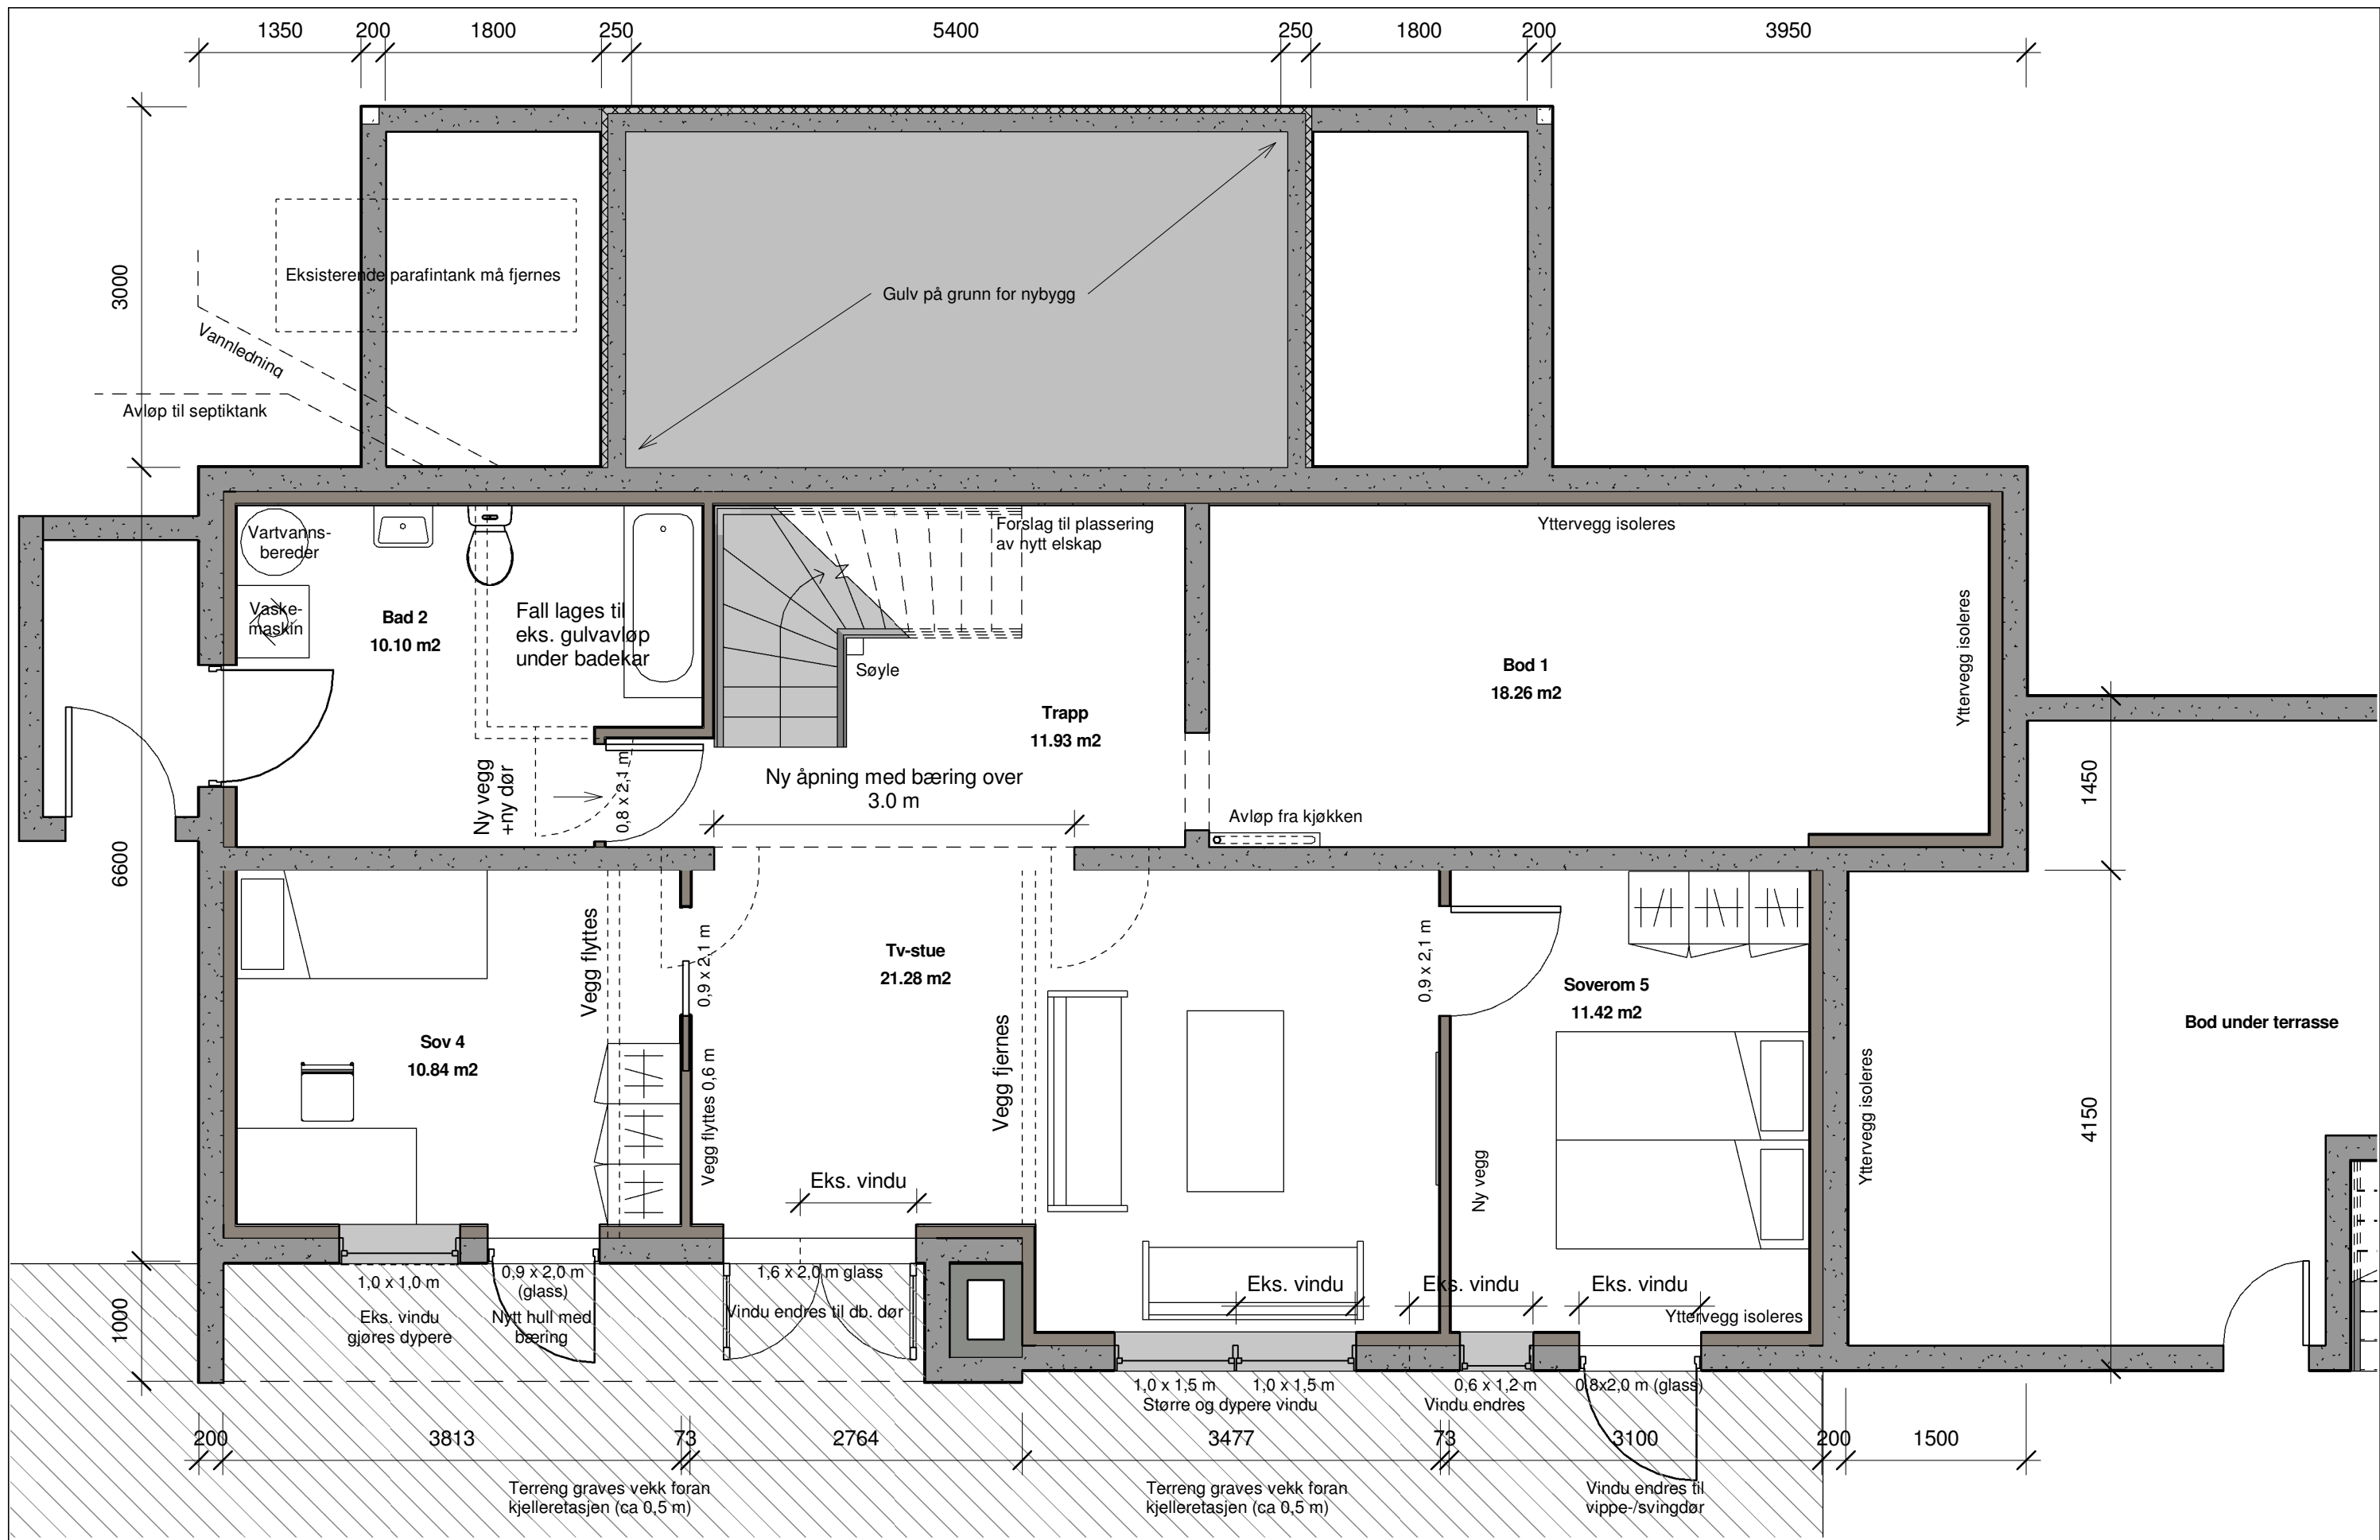 1350 200 1800 250 5400 250 1800 200 3950
3000
Eksisterende parafintank må fjernes
Gulv på grunn for nybygg
Vannledning
Avløp til septiktank
Vartvanns-
bereder
Vaske-
maskin
Bad 2
10.10 m2
Fall lages til
eks. gulvavløp
under badekar
Forslag til plassering
av nytt elskap
Søyle
Trapp
11.93 m2
Yttervegg isoleres
Bod 1
18.26 m2
Yttervegg isoleres
Ny vegg
+ny dør
0,8 x 2,1 m
Ny åpning med bæring over
3.0 m
Avløp fra kjøkken
1450
6600
Vegg flyttes
0,9 x 2,1 m
Tv-stue
21.28 m2
0,9 x 2,1 m
Soverom 5
11.42 m2
Bod under terrasse
Sov 4
10.84 m2
Vegg flyttes 0,6 m
Vegg fjernes
Ny vegg
Yttervegg isoleres
4150
Eks. vindu
Eks. vindu
Eks. vindu
Eks. vindu
Yttervegg isoleres
1000
1,0 x 1,0 m
Eks. vindu
gjøres dypere
0,9 x 2,0 m
(glass)
Nytt hull med
bæring
1,6 x 2,0 m glass
Vindu endres til db. dør
1,0 x 1,5 m 1,0 x 1,5 m
Større og dypere vindu
0,6 x 1,2 m
Vindu endres
0,8x2,0 m (glass)
200 3813 73 2764 3477 73 3100 200 1500
Terreng graves vekk foran
kjelleretasjen (ca 0,5 m)
Terreng graves vekk foran
kjelleretasjen (ca 0,5 m)
Vindu endres til
vippe-/svingdør